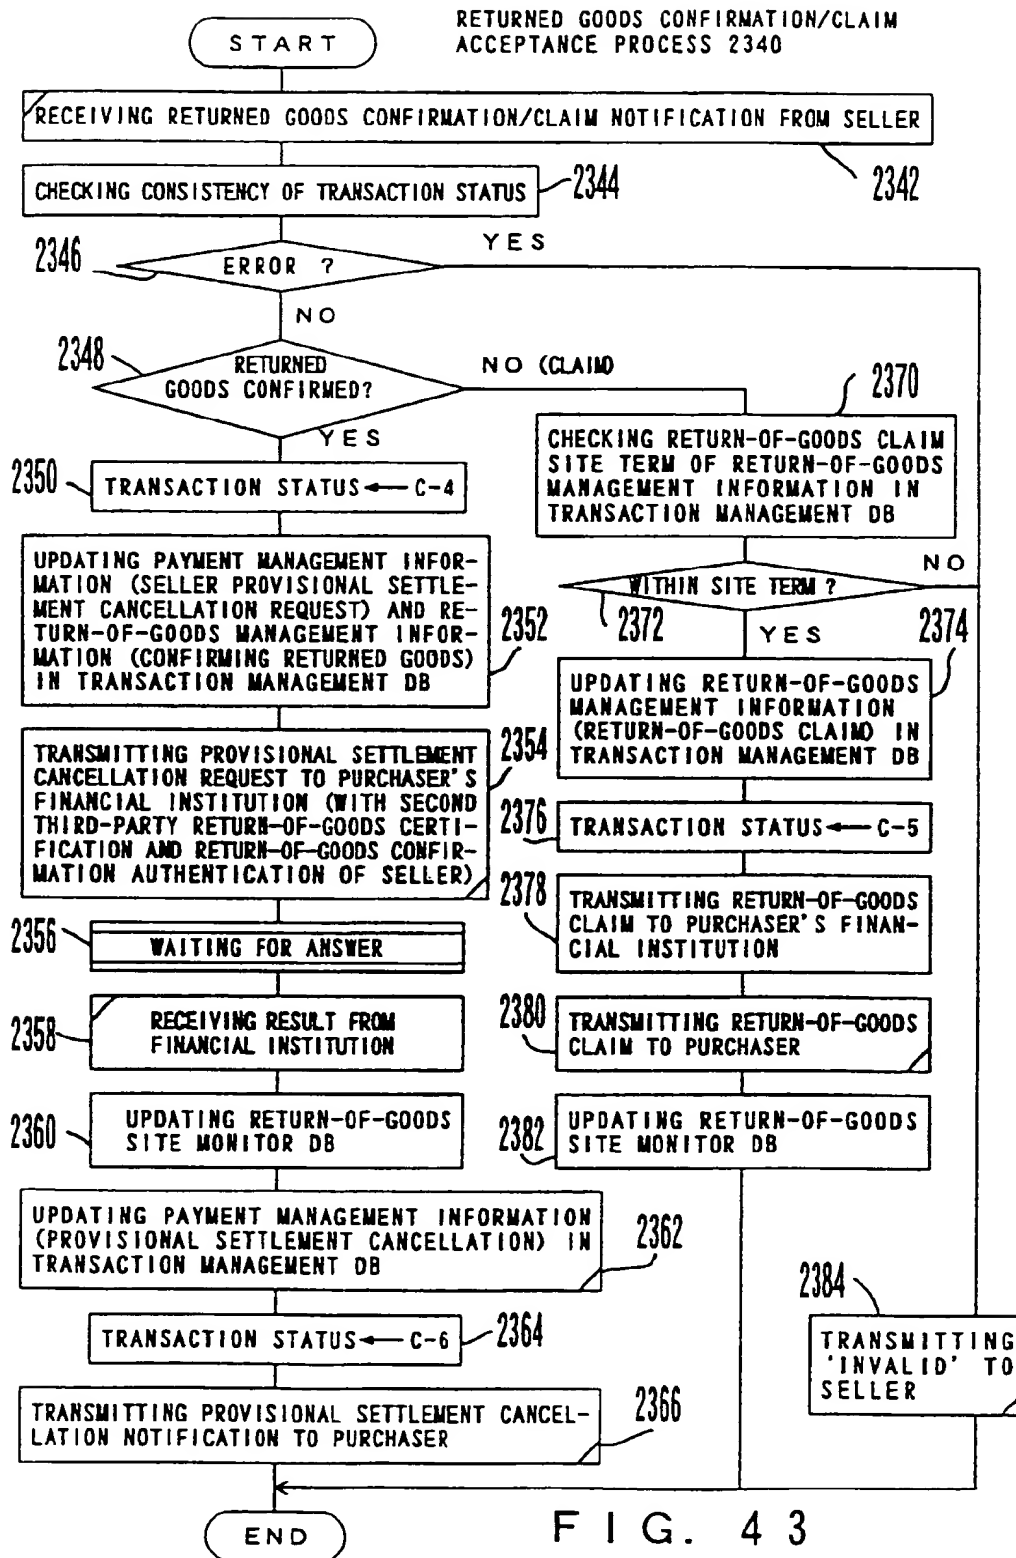 RETURNED GOODS CONFIRMATION/CLAIM
ACCEPTANCE PROCESS 2340
START
RECEIVING RETURNED GOODS CONFIRMATION/CLAIM NOTIFICATION FROM SELLER
2342
CHECKING CONSISTENCY OF TRANSACTION STATUS
2344
2346
ERROR ?
YES
NO
2348
RETURNED
GOODS CONFIRMED?
NO (CLAIM)
YES
2350
TRANSACTION STATUS ← C-4
UPDATING PAYMENT MANAGEMENT INFOR-
MATION (SELLER PROVISIONAL SETTLE-
MENT CANCELLATION REQUEST) AND RE-
TURN-OF-GOODS MANAGEMENT INFOR-
MATION (CONFIRMING RETURNED GOODS)
IN TRANSACTION MANAGEMENT DB
2352
TRANSMITTING PROVISIONAL SETTLEMENT
CANCELLATION REQUEST TO PURCHASER'S
FINANCIAL INSTITUTION (WITH SECOND
THIRD-PARTY RETURN-OF-GOODS CERTI-
FICATION AND RETURN-OF-GOODS CONFIR-
MATION AUTHENTICATION OF SELLER)
2354
2356
WAITING FOR ANSWER
2358
RECEIVING RESULT FROM
FINANCIAL INSTITUTION
2360
UPDATING RETURN-OF-GOODS
SITE MONITOR DB
UPDATING PAYMENT MANAGEMENT INFORMATION
(PROVISIONAL SETTLEMENT CANCELLATION) IN
TRANSACTION MANAGEMENT DB
2362
TRANSACTION STATUS ← C-6
2364
TRANSMITTING PROVISIONAL SETTLEMENT CANCEL-
LATION NOTIFICATION TO PURCHASER
2366
2370
CHECKING RETURN-OF-GOODS CLAIM
SITE TERM OF RETURN-OF-GOODS
MANAGEMENT INFORMATION IN
TRANSACTION MANAGEMENT DB
WITHIN SITE TERM ?
NO
2372
YES
2374
UPDATING RETURN-OF-GOODS
MANAGEMENT INFORMATION
(RETURN-OF-GOODS CLAIM) IN
TRANSACTION MANAGEMENT DB
2376
TRANSACTION STATUS ← C-5
2378
TRANSMITTING RETURN-OF-GOODS
CLAIM TO PURCHASER'S FINAN-
CIAL INSTITUTION
2380
TRANSMITTING RETURN-OF-GOODS
CLAIM TO PURCHASER
2382
UPDATING RETURN-OF-GOODS
SITE MONITOR DB
2384
TRANSMITTING
'INVALID' TO
SELLER
END
FIG. 43